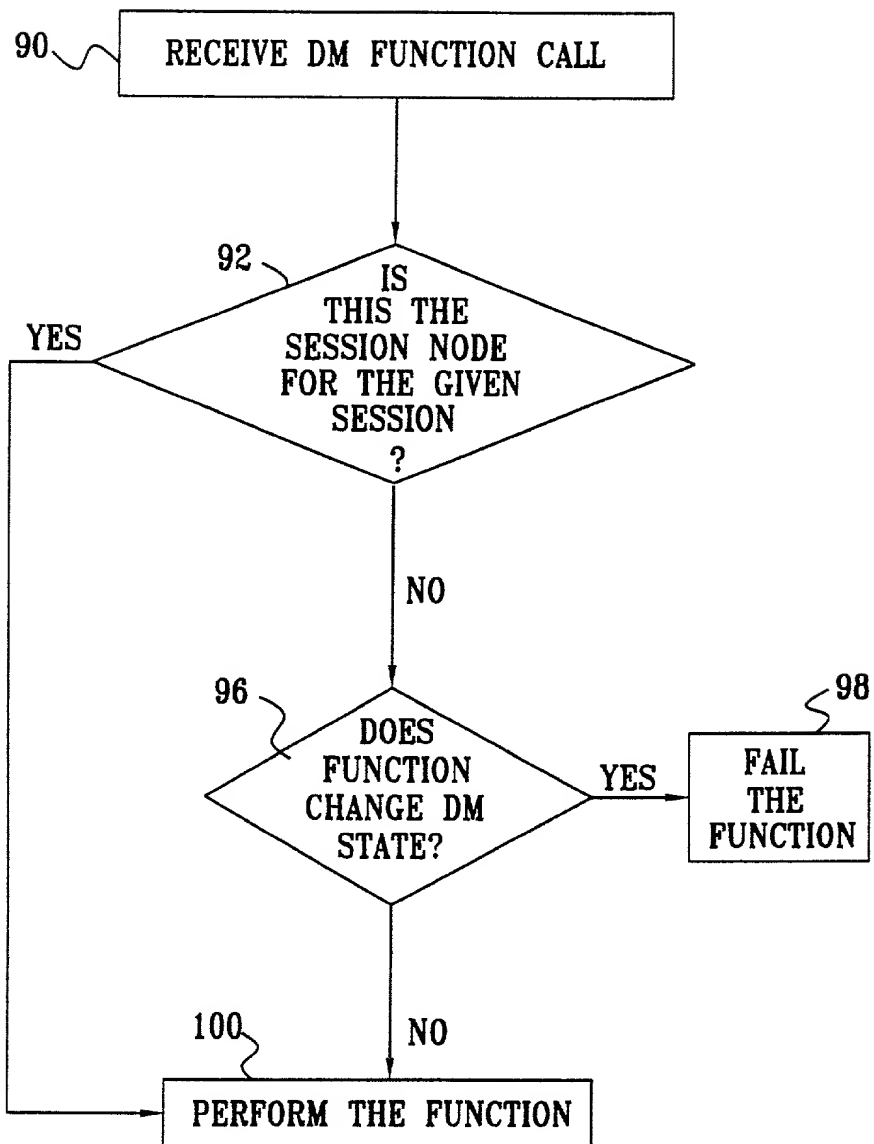 90
RECEIVE DM FUNCTION CALL
92
IS
THIS THE
SESSION NODE
FOR THE GIVEN
SESSION
?
YES
NO
96
DOES
FUNCTION
CHANGE DM
STATE?
YES
98
FAIL
THE
FUNCTION
NO
100
PERFORM THE FUNCTION